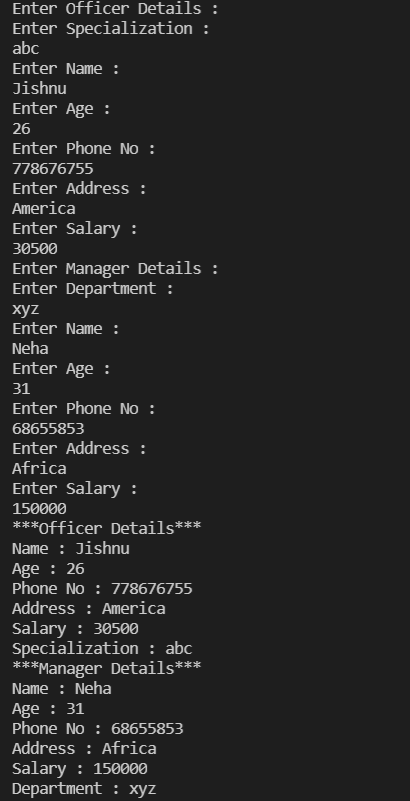 Enter Officer Details :
Enter Specialization :
abc
Enter Name :
Jishnu
Enter Age :
26
Enter Phone No :
778676755
Enter Address :
America
Enter Salary :
30500
Enter Manager Details :
Enter Department :
xyz
Enter Name :
Neha
Enter Age :
31
Enter Phone No :
68655853
Enter Address :
Africa
Enter Salary :
150000
***Officer Details***
Name : Jishnu
Age : 26
Phone No : 778676755
Address : America
Salary : 30500
Specialization : abc
***Manager Details***
Name : Neha
Age : 31
Phone No : 68655853
Address : Africa
Salary : 150000
Department : xyz